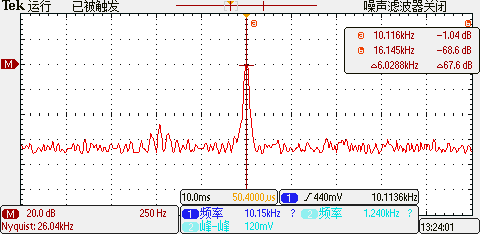 Tek 运行 已被触发 噪声滤波器关闭
a 10.116kHz -1.04 dB
b 16.145kHz -68.6 dB
△6.0288kHz △67.6 dB
M
10.0ms 50.4000μs 1 440mV 10.1136kHz
M 20.0 dB 250 Hz 1 频率 10.15kHz ? 2 频率 1.240kHz ?
Nyquist: 26.04kHz 2 峰-峰 120mV 13:24:01